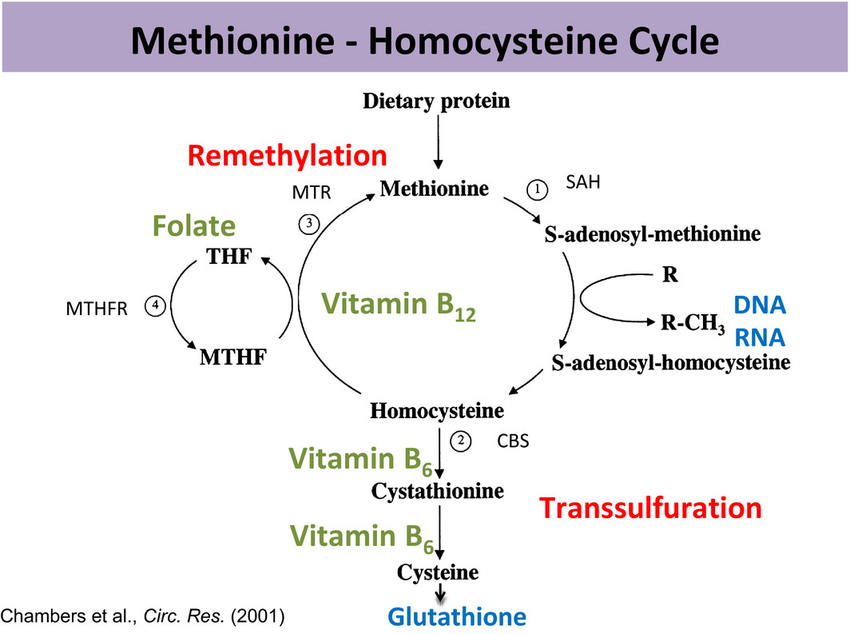 Methionine - Homocysteine Cycle
Dietary protein
Remethylation
Methionine
MTR
1
SAH
3
Folate
THF
S-adenosyl-methionine
R
MTHFR
4
Vitamin B12
DNA
R-CH3
RNA
MTHF
S-adenosyl-homocysteine
Homocysteine
2
CBS
Vitamin B6
Cystathionine
Transsulfuration
Vitamin B6
Cysteine
Glutathione
Chambers et al., Circ. Res. (2001)